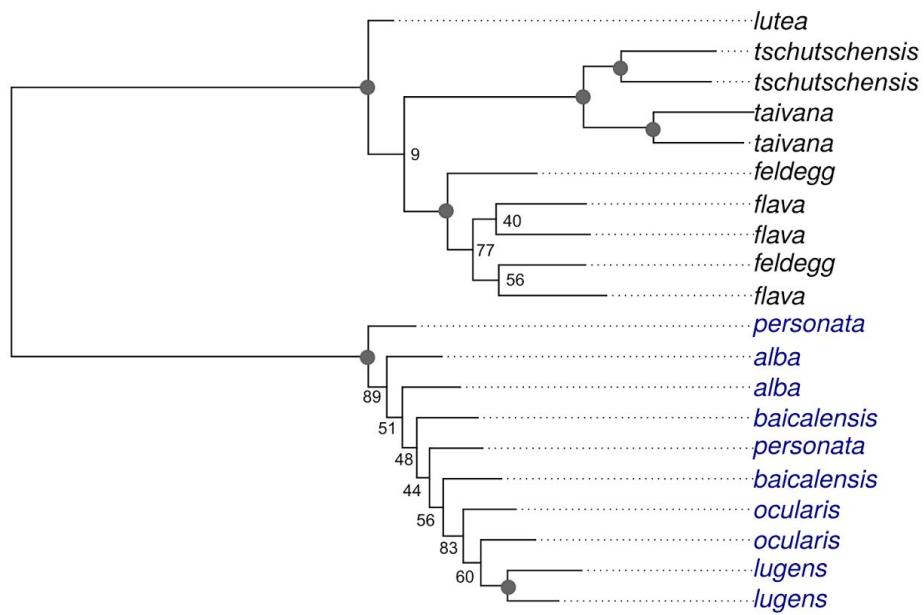 lutea
tschutschensis
tschutschensis
taivana
taivana
9
feldegg
flava
40
flava
77
feldegg
56
flava
personata
alba
alba
89
baicalensis
51
personata
48
baicalensis
44
ocularis
56
ocularis
83
lugens
60
lugens